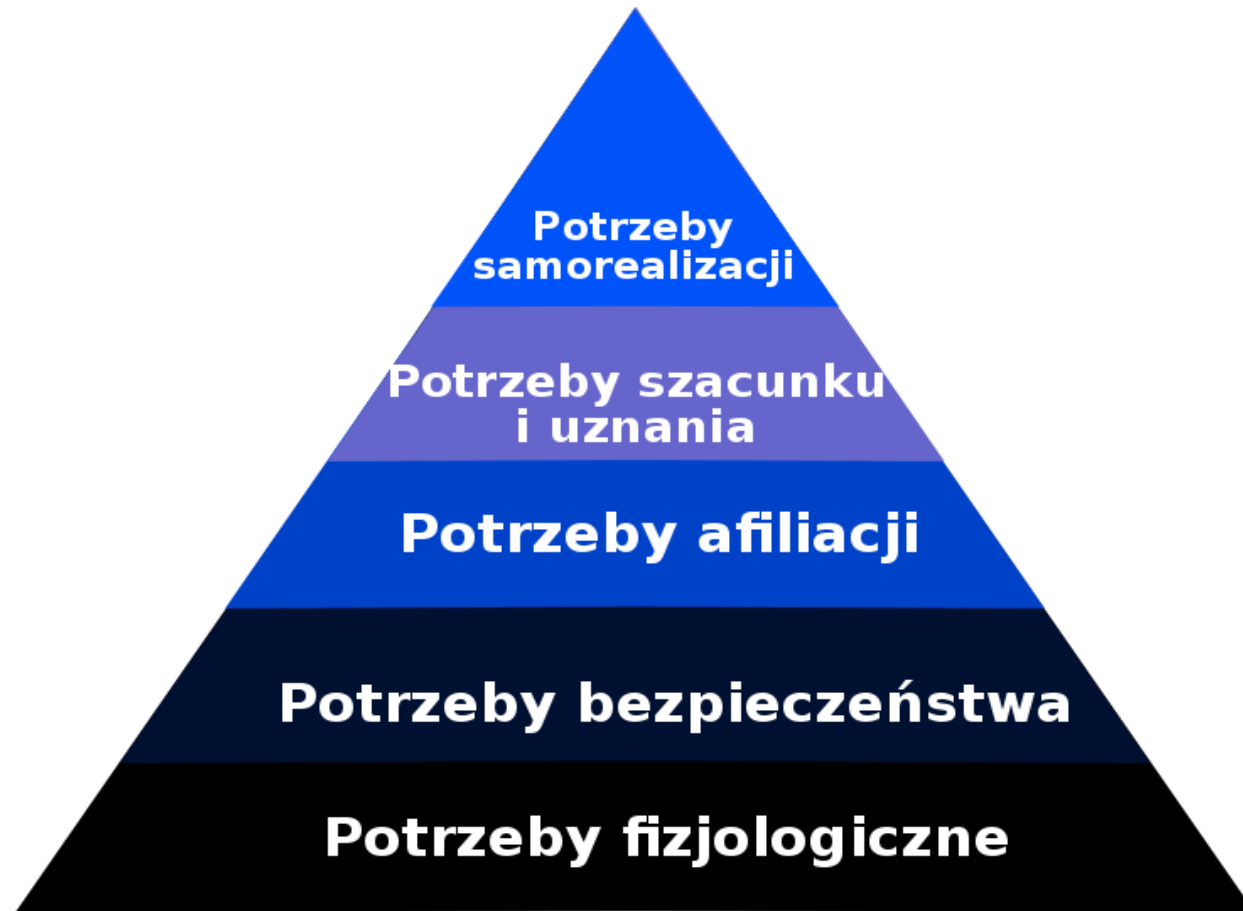 Potrzeby
samorealizacji
Potrzeby szacunku
i uznania
Potrzeby afiliacji
Potrzeby bezpieczeństwa
Potrzeby fizjologiczne